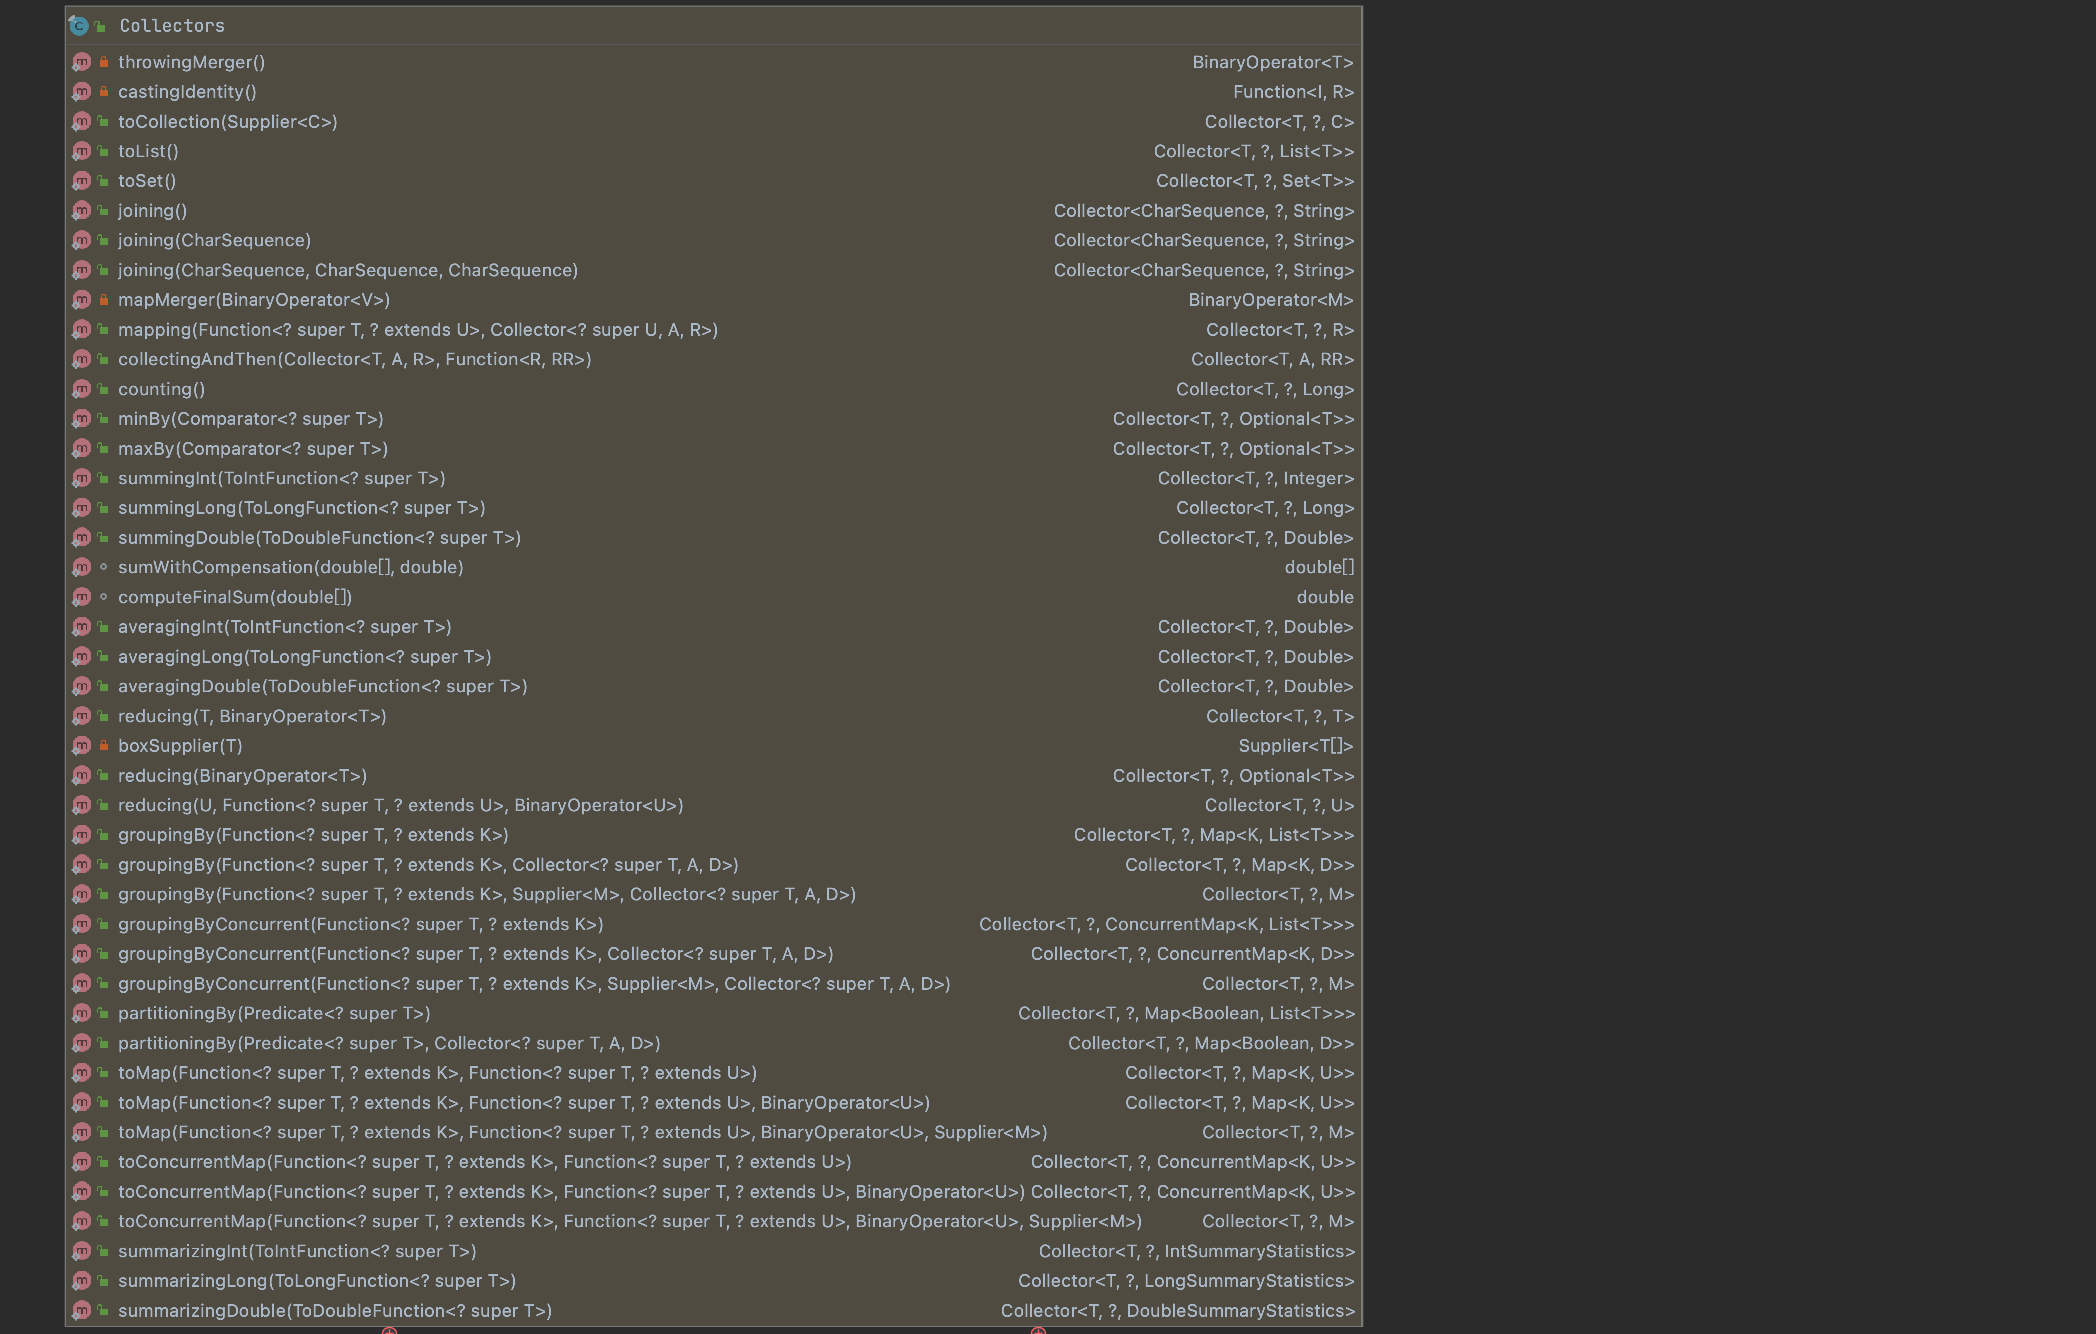 Collectors
throwingMerger() BinaryOperator<T>
castingIdentity() Function<I, R>
toCollection(Supplier<C>) Collector<T, ?, C>
toList() Collector<T, ?, List<T>>
toSet() Collector<T, ?, Set<T>>
joining() Collector<CharSequence, ?, String>
joining(CharSequence) Collector<CharSequence, ?, String>
joining(CharSequence, CharSequence, CharSequence) Collector<CharSequence, ?, String>
mapMerger(BinaryOperator<V>) BinaryOperator<M>
mapping(Function<? super T, ? extends U>, Collector<? super U, A, R>) Collector<T, ?, R>
collectingAndThen(Collector<T, A, R>, Function<R, RR>) Collector<T, A, RR>
counting() Collector<T, ?, Long>
minBy(Comparator<? super T>) Collector<T, ?, Optional<T>>
maxBy(Comparator<? super T>) Collector<T, ?, Optional<T>>
summingInt(ToIntFunction<? super T>) Collector<T, ?, Integer>
summingLong(ToLongFunction<? super T>) Collector<T, ?, Long>
summingDouble(ToDoubleFunction<? super T>) Collector<T, ?, Double>
sumWithCompensation(double[], double) double[]
computeFinalSum(double[]) double
averagingInt(ToIntFunction<? super T>) Collector<T, ?, Double>
averagingLong(ToLongFunction<? super T>) Collector<T, ?, Double>
averagingDouble(ToDoubleFunction<? super T>) Collector<T, ?, Double>
reducing(T, BinaryOperator<T>) Collector<T, ?, T>
boxSupplier(T) Supplier<T[]>
reducing(BinaryOperator<T>) Collector<T, ?, Optional<T>>
reducing(U, Function<? super T, ? extends U>, BinaryOperator<U>) Collector<T, ?, U>
groupingBy(Function<? super T, ? extends K>) Collector<T, ?, Map<K, List<T>>>
groupingBy(Function<? super T, ? extends K>, Collector<? super T, A, D>) Collector<T, ?, Map<K, D>>
groupingBy(Function<? super T, ? extends K>, Supplier<M>, Collector<? super T, A, D>) Collector<T, ?, M>
groupingByConcurrent(Function<? super T, ? extends K>) Collector<T, ?, ConcurrentMap<K, List<T>>>
groupingByConcurrent(Function<? super T, ? extends K>, Collector<? super T, A, D>) Collector<T, ?, ConcurrentMap<K, D>>
groupingByConcurrent(Function<? super T, ? extends K>, Supplier<M>, Collector<? super T, A, D>) Collector<T, ?, M>
partitioningBy(Predicate<? super T>) Collector<T, ?, Map<Boolean, List<T>>>
partitioningBy(Predicate<? super T>, Collector<? super T, A, D>) Collector<T, ?, Map<Boolean, D>>
toMap(Function<? super T, ? extends K>, Function<? super T, ? extends U>) Collector<T, ?, Map<K, U>>
toMap(Function<? super T, ? extends K>, Function<? super T, ? extends U>, BinaryOperator<U>) Collector<T, ?, Map<K, U>>
toMap(Function<? super T, ? extends K>, Function<? super T, ? extends U>, BinaryOperator<U>, Supplier<M>) Collector<T, ?, M>
toConcurrentMap(Function<? super T, ? extends K>, Function<? super T, ? extends U>) Collector<T, ?, ConcurrentMap<K, U>>
toConcurrentMap(Function<? super T, ? extends K>, Function<? super T, ? extends U>, BinaryOperator<U>) Collector<T, ?, ConcurrentMap<K, U>>
toConcurrentMap(Function<? super T, ? extends K>, Function<? super T, ? extends U>, BinaryOperator<U>, Supplier<M>) Collector<T, ?, M>
summarizingInt(ToIntFunction<? super T>) Collector<T, ?, IntSummaryStatistics>
summarizingLong(ToLongFunction<? super T>) Collector<T, ?, LongSummaryStatistics>
summarizingDouble(ToDoubleFunction<? super T>) Collector<T, ?, DoubleSummaryStatistics>